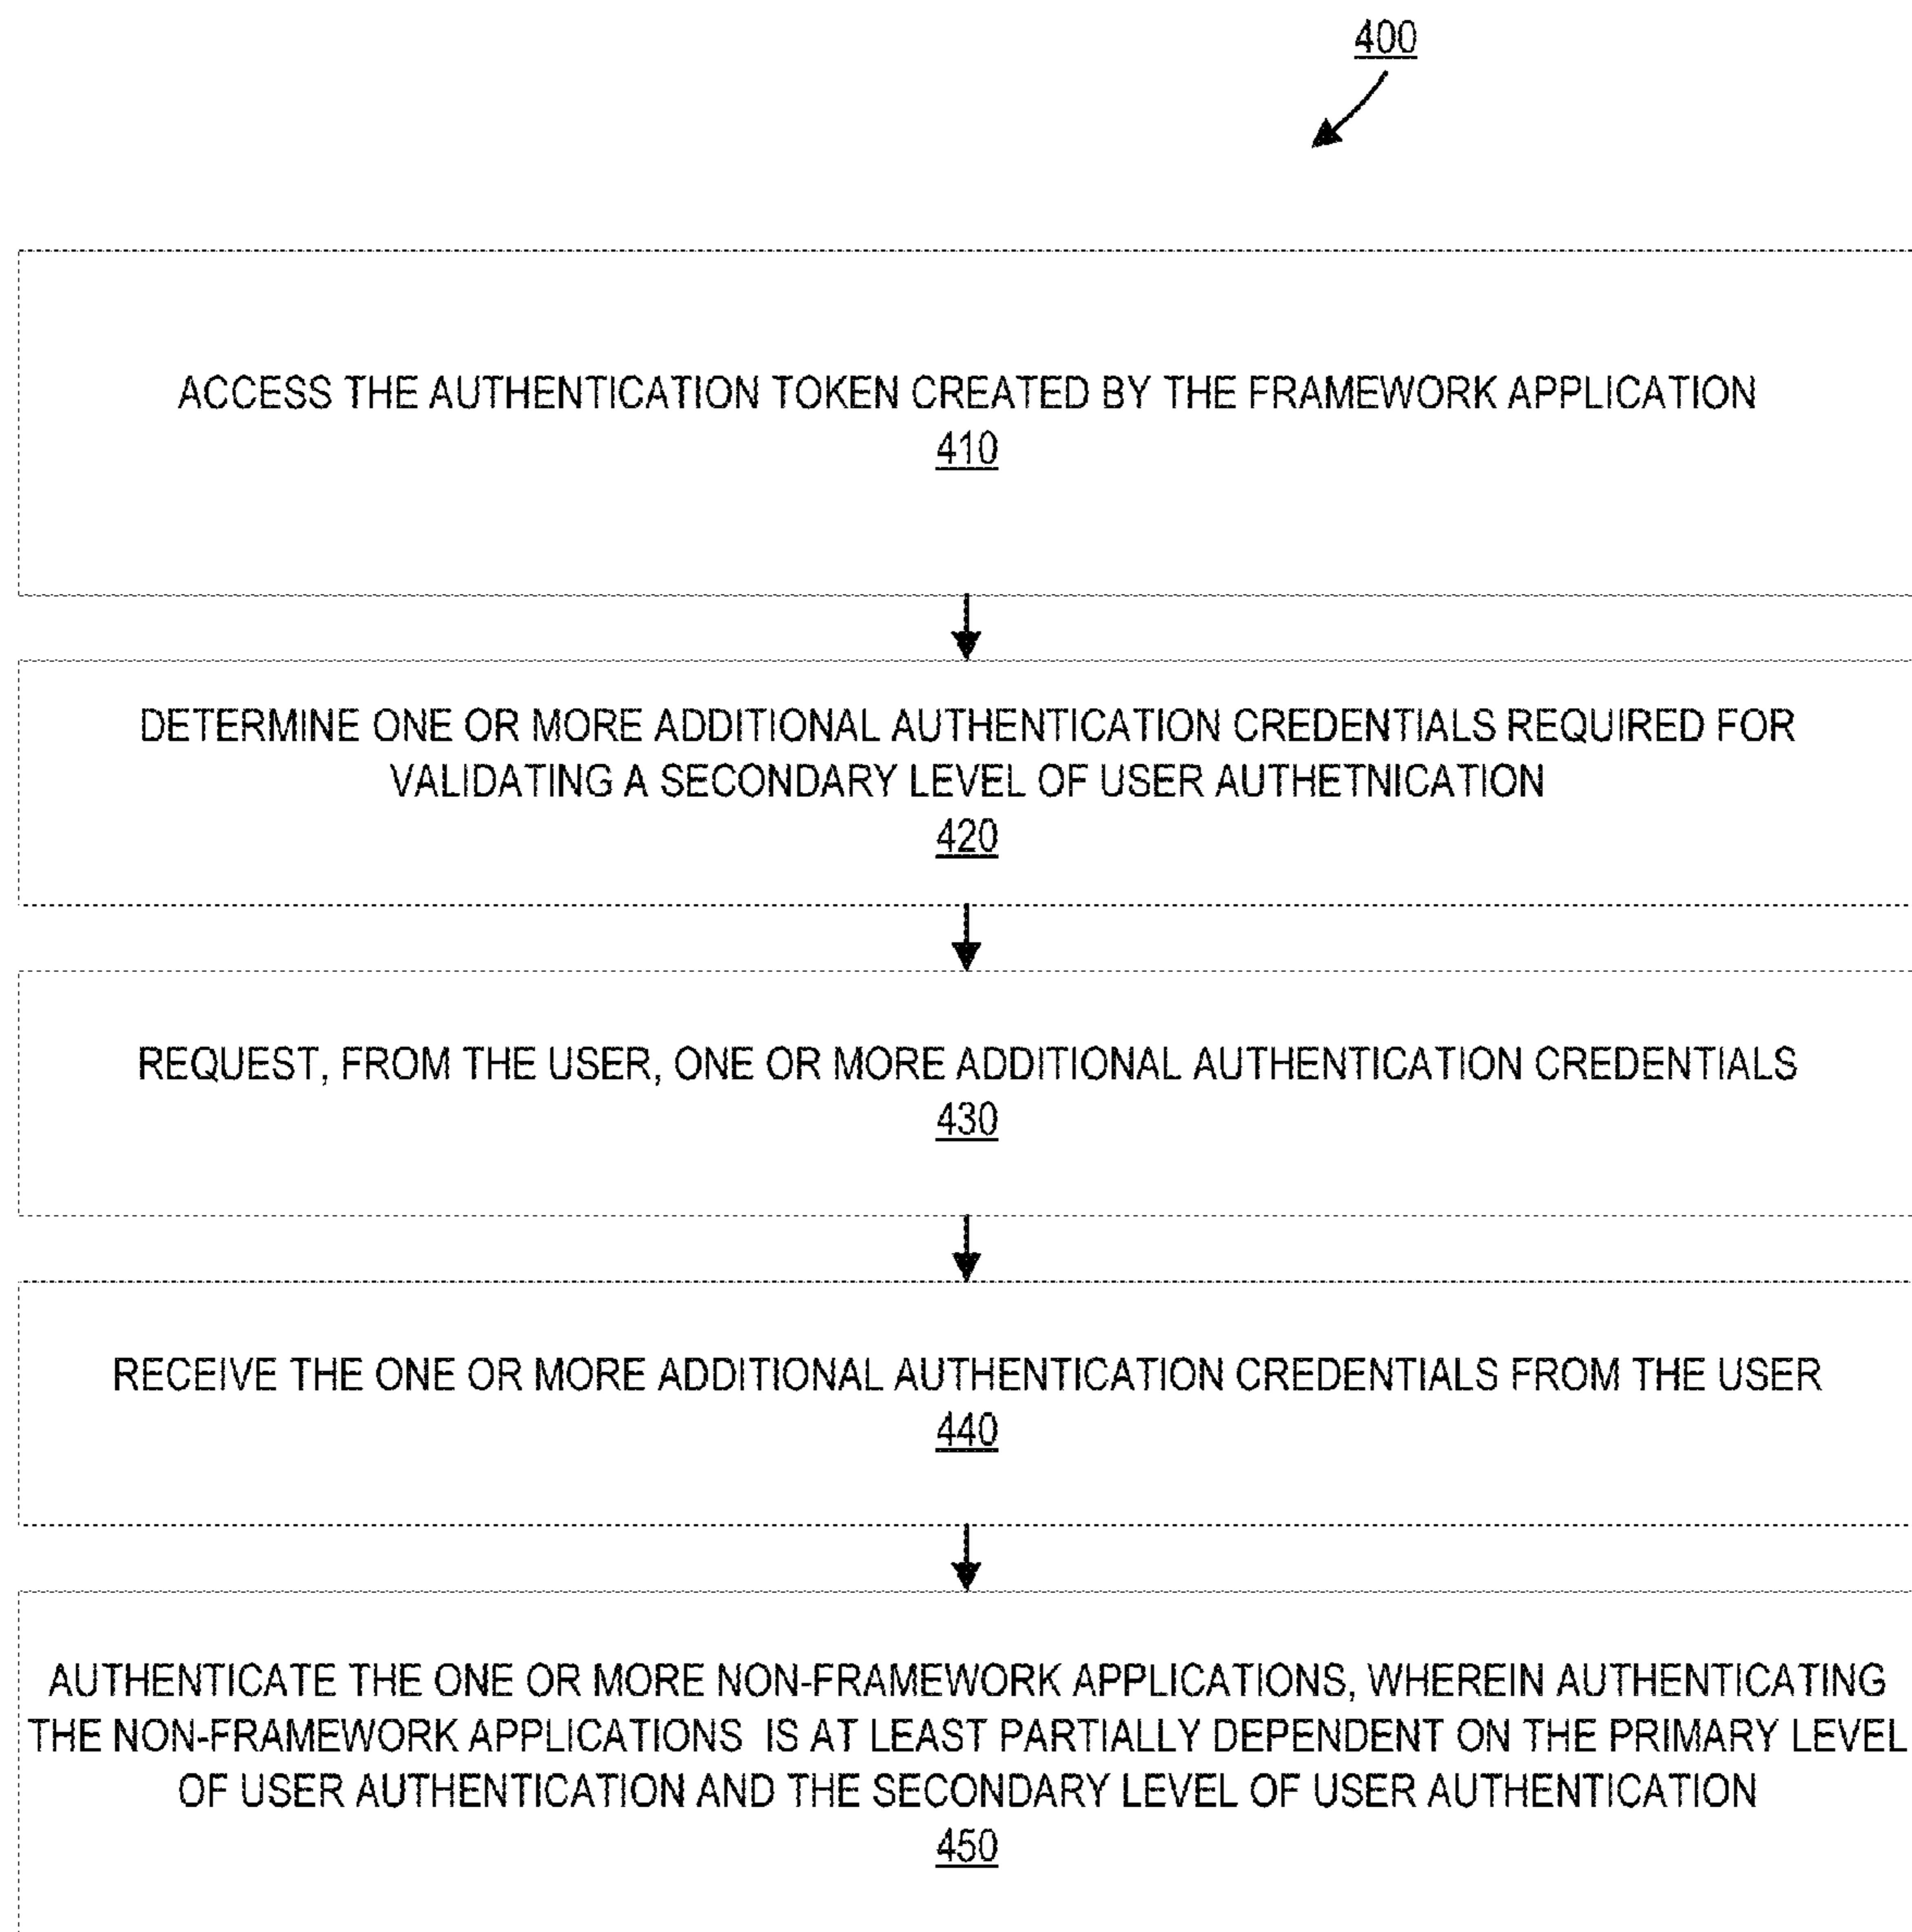 400
ACCESS THE AUTHENTICATION TOKEN CREATED BY THE FRAMEWORK APPLICATION
410
DETERMINE ONE OR MORE ADDITIONAL AUTHENTICATION CREDENTIALS REQUIRED FOR
VALIDATING A SECONDARY LEVEL OF USER AUTHETNICATION
420
REQUEST, FROM THE USER, ONE OR MORE ADDITIONAL AUTHENTICATION CREDENTIALS
430
RECEIVE THE ONE OR MORE ADDITIONAL AUTHENTICATION CREDENTIALS FROM THE USER
440
AUTHENTICATE THE ONE OR MORE NON-FRAMEWORK APPLICATIONS, WHEREIN AUTHENTICATING
THE NON-FRAMEWORK APPLICATIONS IS AT LEAST PARTIALLY DEPENDENT ON THE PRIMARY LEVEL
OF USER AUTHENTICATION AND THE SECONDARY LEVEL OF USER AUTHENTICATION
450